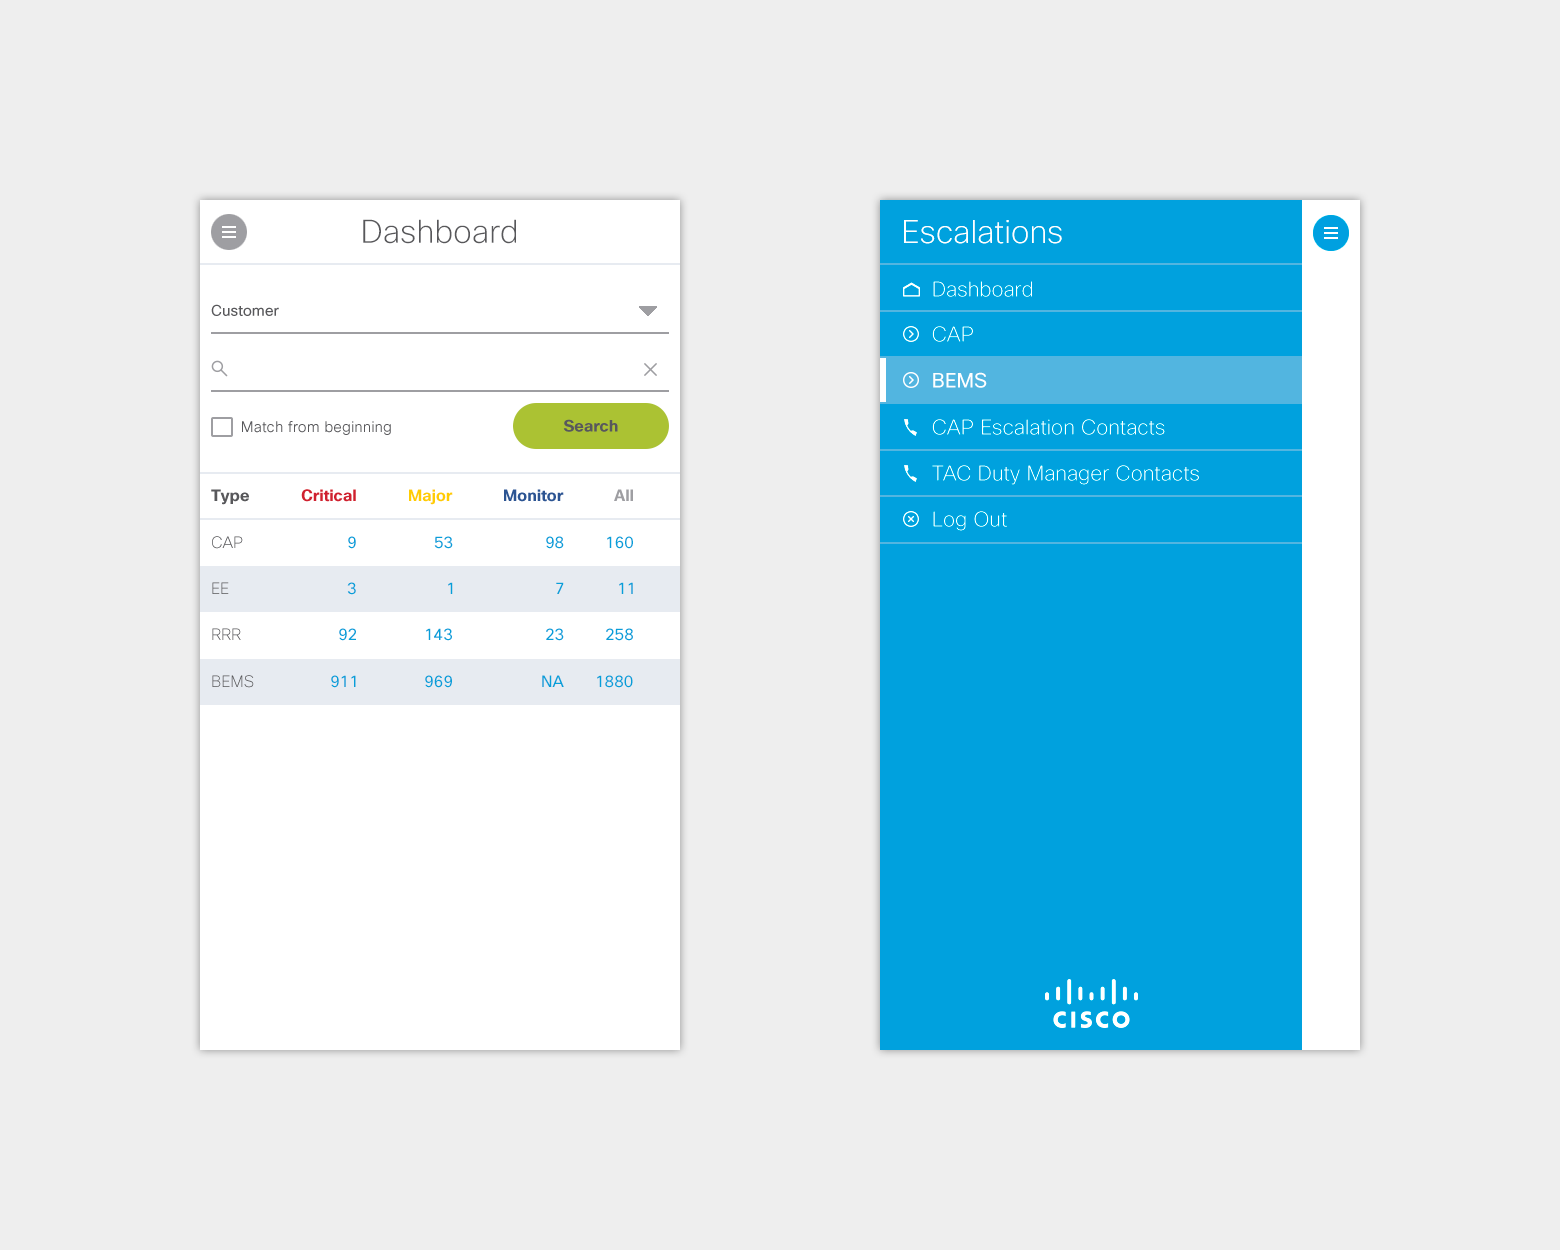 Dashboard
Customer
Match from beginning
Search
Type Critical Major Monitor All
CAP 9 53 98 160
EE 3 1 7 11
RRR 92 143 23 258
BEMS 911 969 NA 1880
Escalations
Dashboard
CAP
BEMS
CAP Escalation Contacts
TAC Duty Manager Contacts
Log Out
CISCO